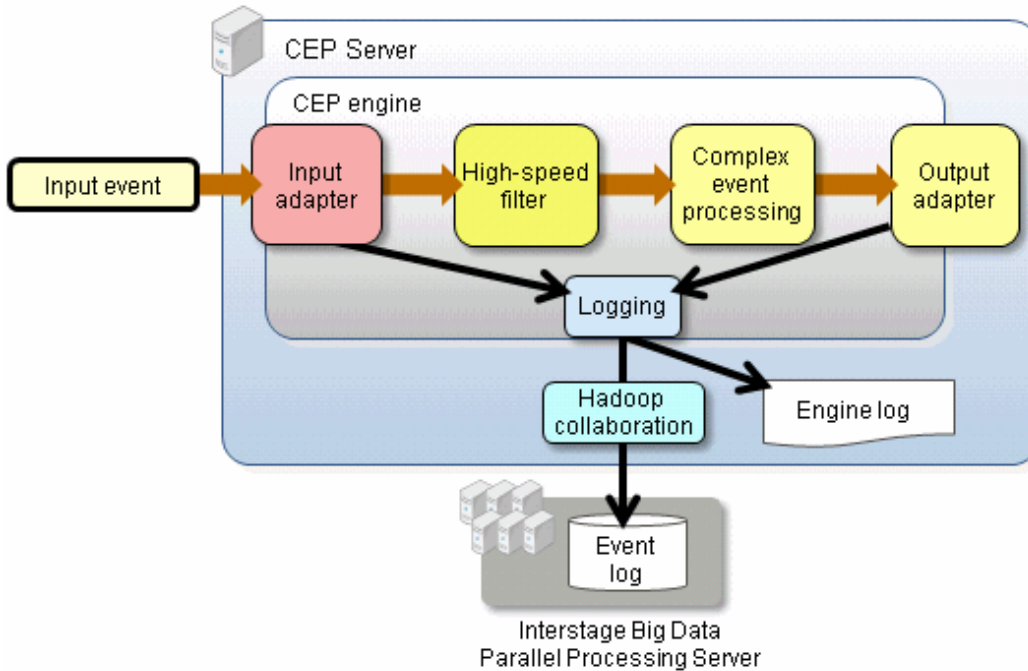 CEP Server
CEP engine
Input event
Input
adapter
High-speed
filter
Complex
event
processing
Output
adapter
Logging
Hadoop
collaboration
Engine log
Event
log
Interstage Big Data
Parallel Processing Server